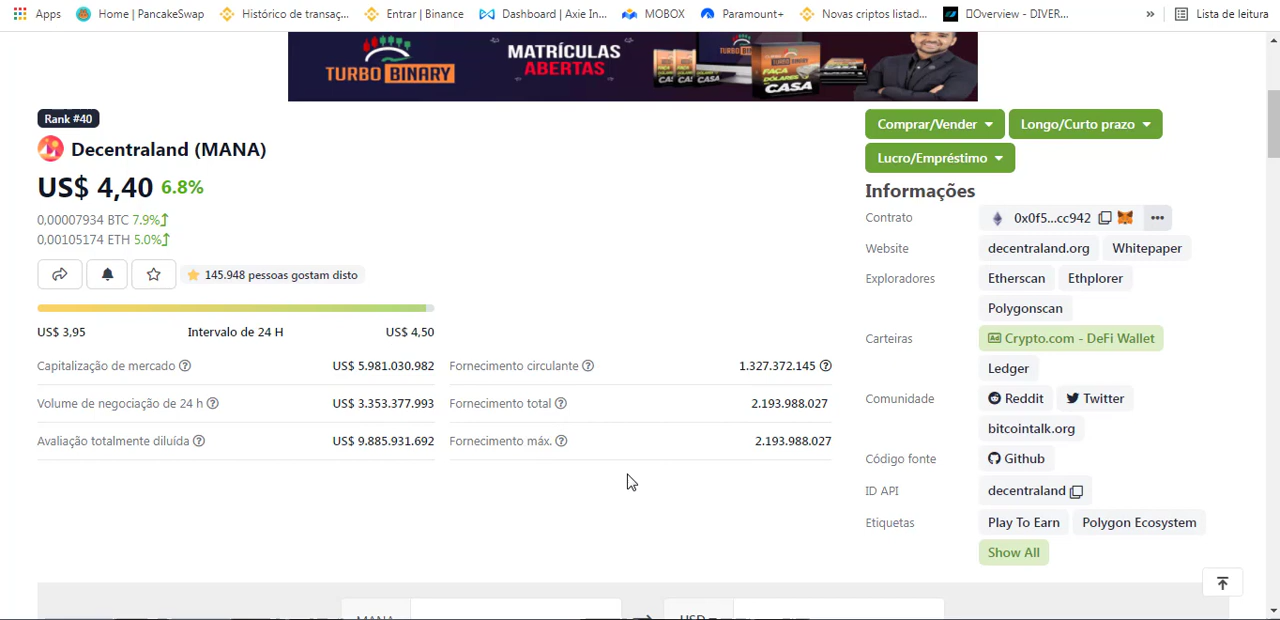 Apps
Home | PancakeSwap
Histórico de transaç...
Entrar | Binance
Dashboard | Axie In...
MOBOX
Paramount+
Novas criptos listad...
Overview - DIVER...
»
Lista de leitura
TURBO BINARY
MATRÍCULAS
ABERTAS
FAÇA
DÓLARES
CASA
Rank #40
Decentraland (MANA)
US$ 4,40 6.8%
0,00007934 BTC 7.9%
0,00105174 ETH 5.0%
145.948 pessoas gostam disto
US$ 3,95 Intervalo de 24 H US$ 4,50
Capitalização de mercado US$ 5.981.030.982
Volume de negociação de 24 h US$ 3.353.377.993
Avaliação totalmente diluída US$ 9.885.931.692
Fornecimento circulante 1.327.372.145
Fornecimento total 2.193.988.027
Fornecimento máx. 2.193.988.027
Comprar/Vender
Longo/Curto prazo
Lucro/Empréstimo
Informações
Contrato 0x0f5...cc942 •••
Website decentraland.org Whitepaper
Exploradores Etherscan Ethplorer
Polygonscan
Carteiras Ad Crypto.com - DeFi Wallet
Ledger
Comunidade Reddit Twitter
bitcointalk.org
Código fonte Github
ID API decentraland
Etiquetas Play To Earn Polygon Ecosystem
Show All
MANA
USD